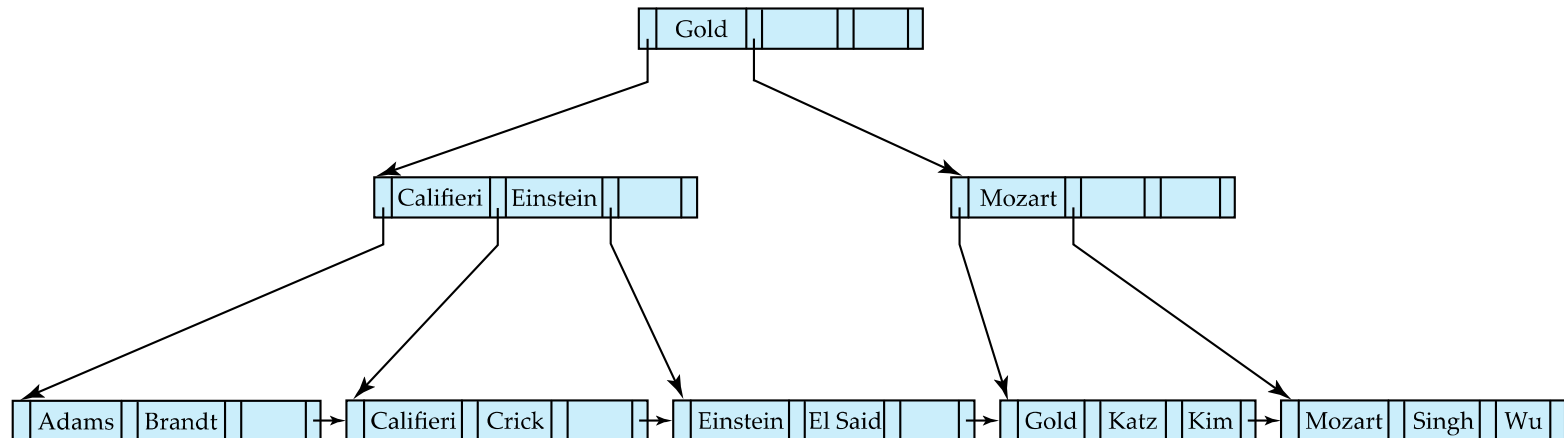 Gold
Califieri Einstein Mozart
Adams Brandt Califieri Crick Einstein El Said Gold Katz Kim Mozart Singh Wu